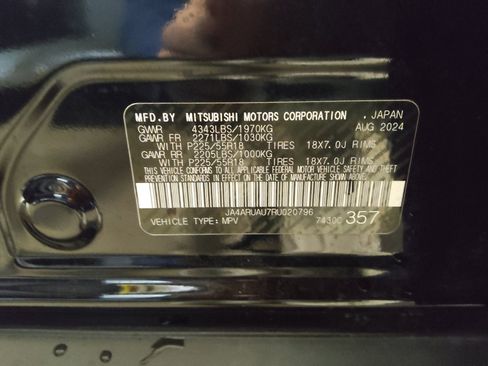 MFD.BY MITSUBISHI MOTORS CORPORATION , JAPAN
GVWR 4343LBS/1970KG AUG 2024
GAWR FR 2271LBS/1030KG
WITH P225/55R18 TIRES 18X7.0J RIMS
GAWR RR 2205LBS/1000KG
WITH P225/55R18 TIRES 18X7.0J RIMS
THIS VEHICLE CONFORMS TO ALL APPLICABLE FEDERAL MOTOR VEHICLE
SAFETY AND THEFT PREVENTION STANDARDS IN EFFECT ON THE DATE OF
MANUFACTURE SHOWN ABOVE.
JA4ARUAU7RU020796
VEHICLE TYPE: MPV 7430C 357